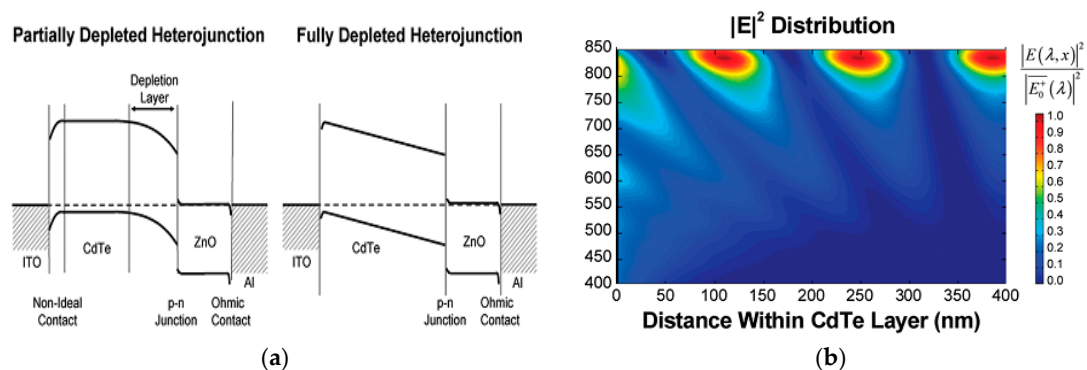 Partially Depleted Heterojunction
Fully Depleted Heterojunction
Depletion
Layer
ITO
CdTe
ZnO
Al
Non-Ideal
Contact
p-n
Junction
Ohmic
Contact
ITO
CdTe
ZnO
Al
p-n
Junction
Ohmic
Contact
(a)
|E|² Distribution
850
800
750
700
650
600
550
500
450
400
0
50
100
150
200
250
300
350
400
Distance Within CdTe Layer (nm)
|E(λ,x)|²
|E₀⁺(λ)|²
1.0
0.9
0.8
0.7
0.6
0.5
0.4
0.3
0.2
0.1
0.0
(b)